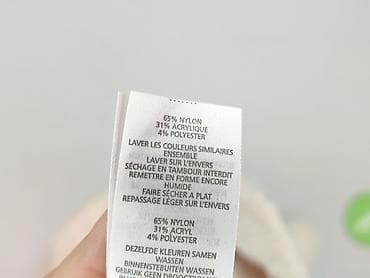 65% NYLON
31% ACRYLIQUE
4% POLYESTER
LAVER LES COULEURS SIMILAIRES
ENSEMBLE
LAVER SUR L'ENVERS
SÉCHAGE EN TAMBOUR INTERDIT
REMETTRE EN FORME ENCORE
HUMIDE
FAIRE SÉCHER A PLAT
REPASSAGE LÉGER SUR L'ENVERS
65% NYLON
31% ACRYL
4% POLYESTER
DEZELFDE KLEUREN SAMEN
WASSEN
BINNENSTEBUITEN WASSEN
GEBRUIK GEEN